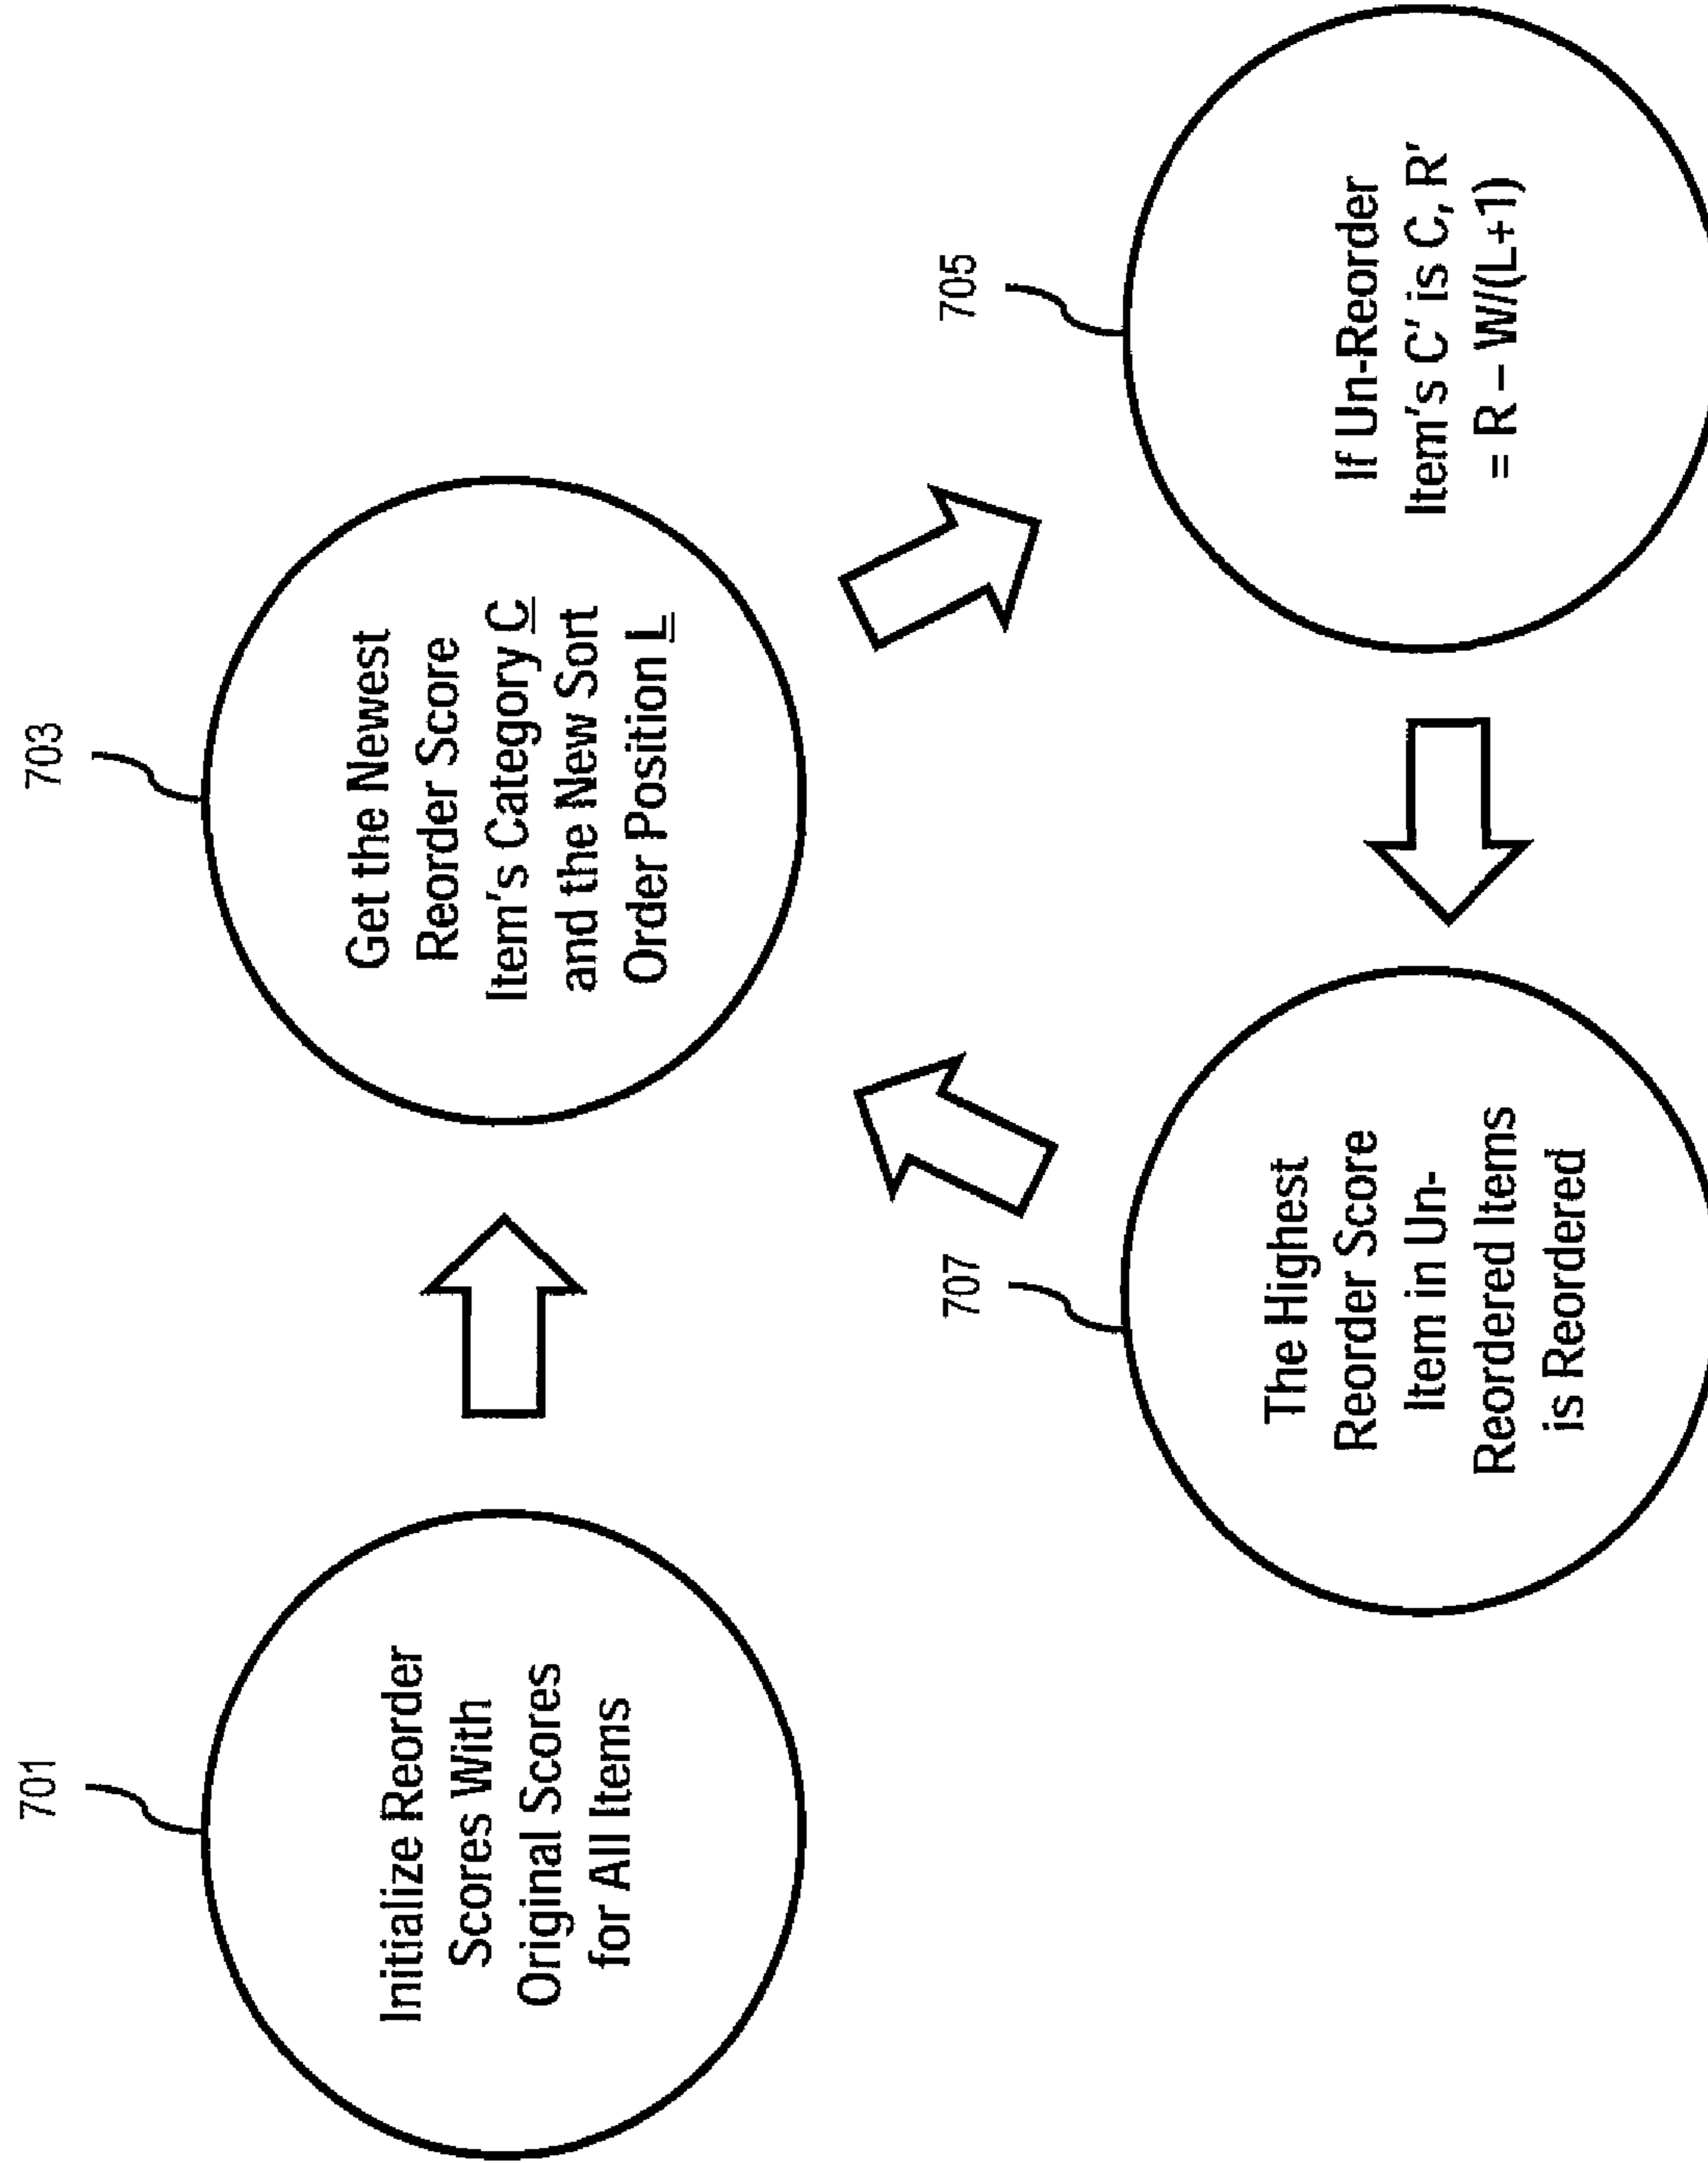 701
Initialize Reorder
Scores With
Original Scores
for All Items
703
Get the Newest
Reorder Score
Item's Category C
and the New Sort
Order Position L
705
If Un-Reorder
Item's C' is C, R'
= R – W/(L+1)
707
The Highest
Reorder Score
Item in Un-
Reordered Items
is Reordered